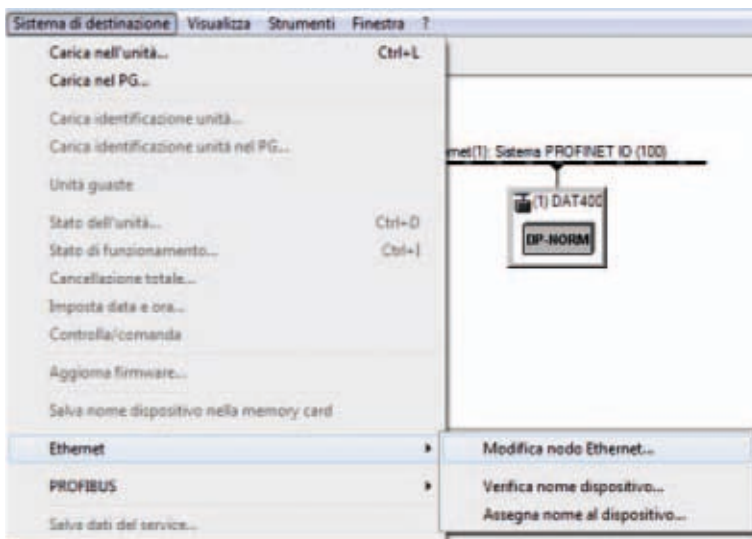 Sistema di destinazione Visualizza Strumenti Finestra ?
Carica nell'unità... Ctrl+L
Carica nel PG...
Carica identificazione unità...
Carica identificazione unità nel PG...
Unità guaste
Stato dell'unità... Ctrl+D
Stato di funzionamento... Ctrl+I
Cancellazione totale...
Imposta data e ora...
Controlla/comanda
Aggiorna firmware...
Salva nome dispositivo nella memory card
Ethernet
PROFIBUS
Salva dati del service...
Modifica nodo Ethernet...
Verifica nome dispositivo...
Assegna nome al dispositivo...
rnet(1): Sistema PROFINET IO (100)
(1) DAT400
DP-NORM